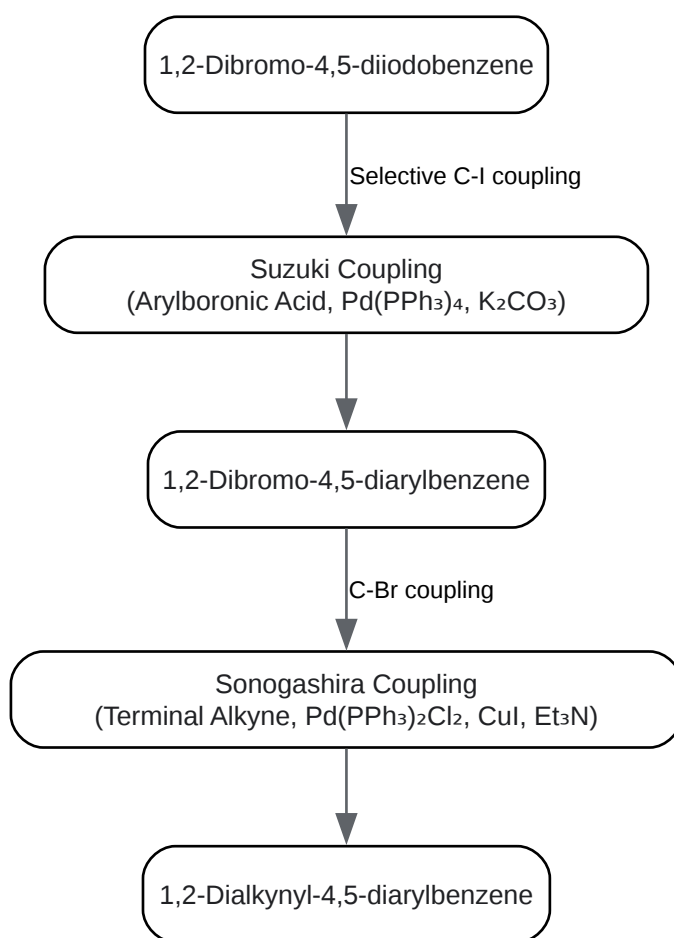 1,2-Dibromo-4,5-diiodobenzene
Selective C-I coupling
Suzuki Coupling
(Arylboronic Acid, Pd(PPh₃)₄, K₂CO₃)
1,2-Dibromo-4,5-diarylbenzene
C-Br coupling
Sonogashira Coupling
(Terminal Alkyne, Pd(PPh₃)₂Cl₂, CuI, Et₃N)
1,2-Dialkynyl-4,5-diarylbenzene